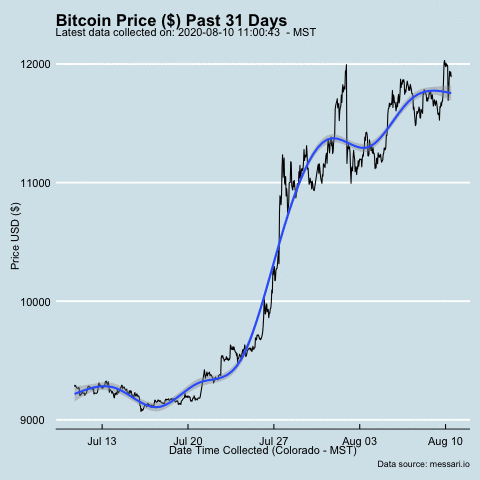 Bitcoin Price ($) Past 31 Days
Latest data collected on: 2020-08-10 11:00:43  - MST
12000
11000
10000
9000
Price USD ($)
Jul 13
Jul 20
Jul 27
Aug 03
Aug 10
Date Time Collected (Colorado - MST)
Data source: messari.io